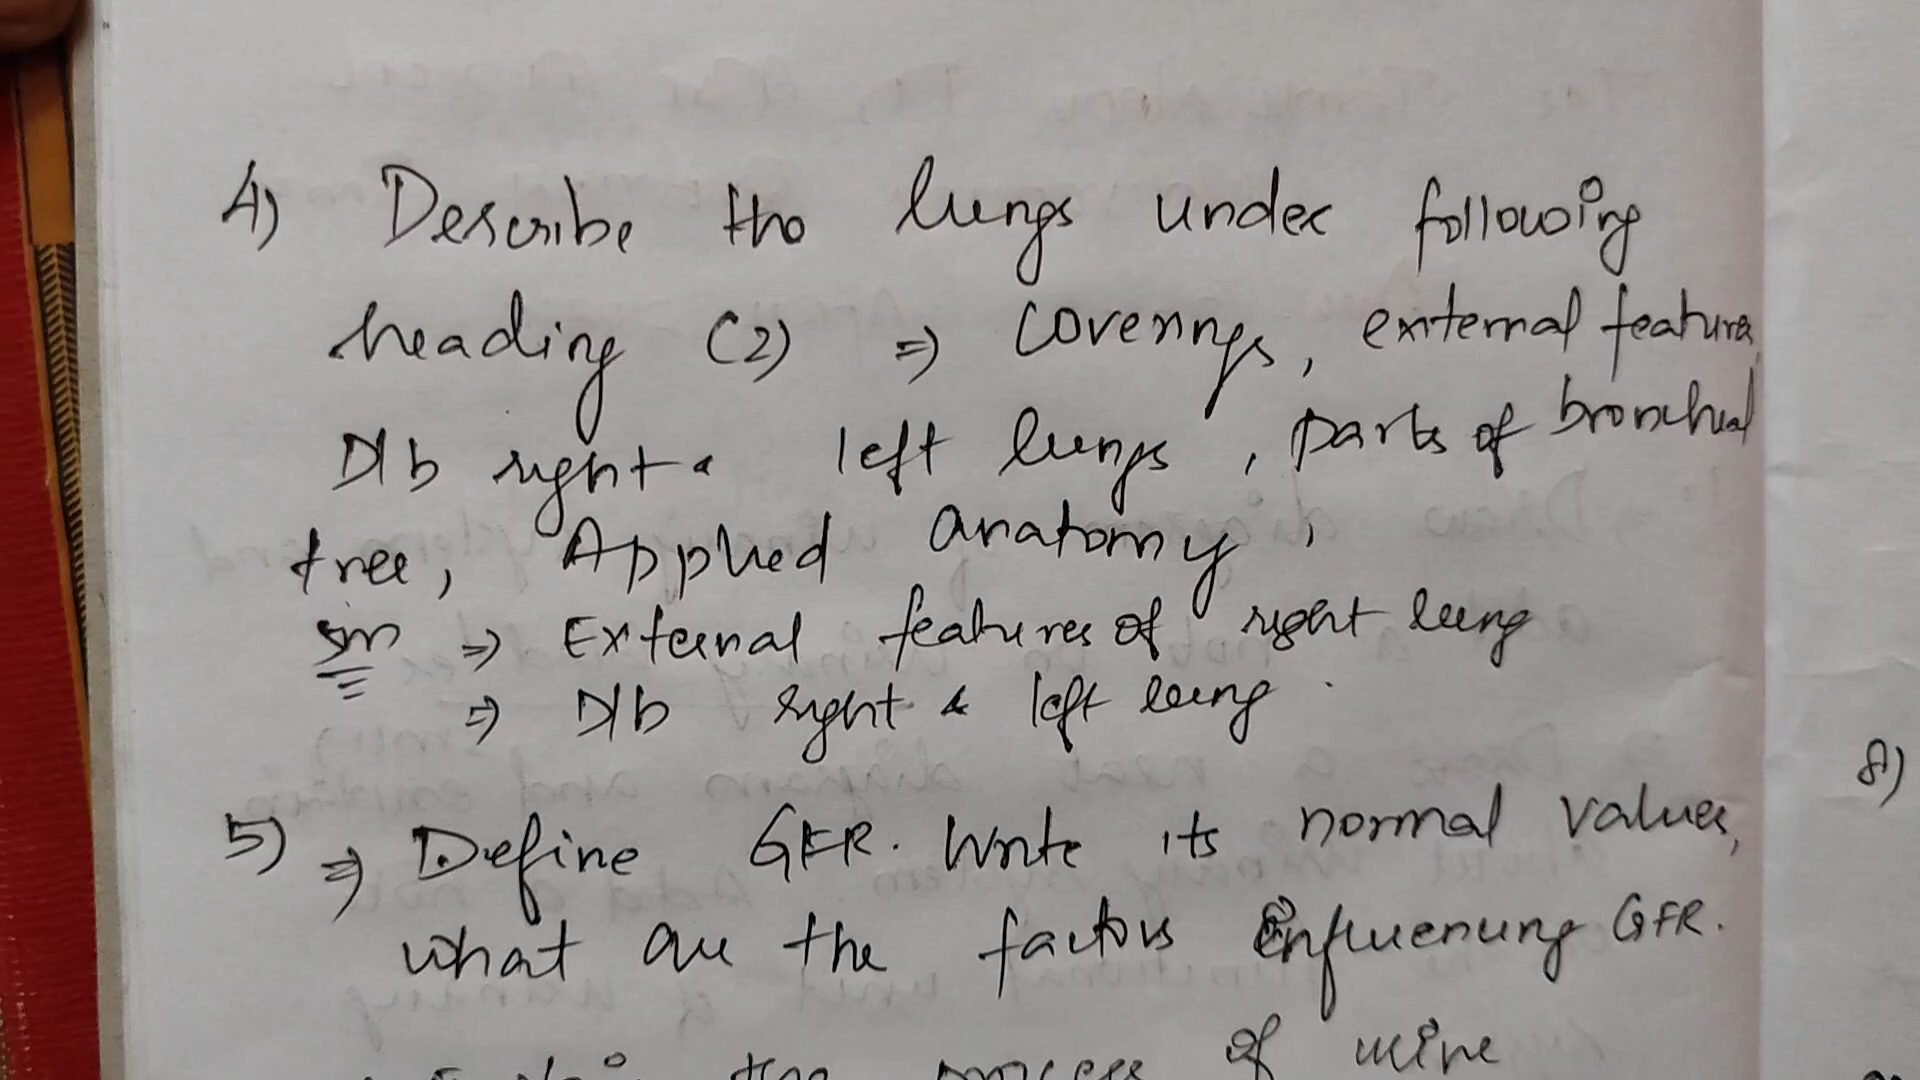 4) Describe the lungs under following
heading (2) ⇒ coverings, external features,
D/b right & left lungs, parts of bronchial
tree, Applied anatomy,
⇒ External features of right lung
⇒ D/b right & left lung.
5) ⇒ Define GFR. Write its normal values,
what are the factors influencing GFR.
the process of urine
8)